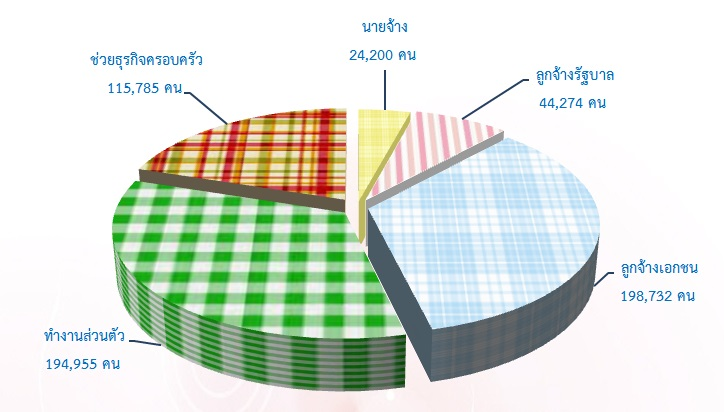 นายจ้าง
24,200 คน
ช่วยธุรกิจครอบครัว
115,785 คน
ลูกจ้างรัฐบาล
44,274 คน
ลูกจ้างเอกชน
198,732 คน
ทำงานส่วนตัว
194,955 คน